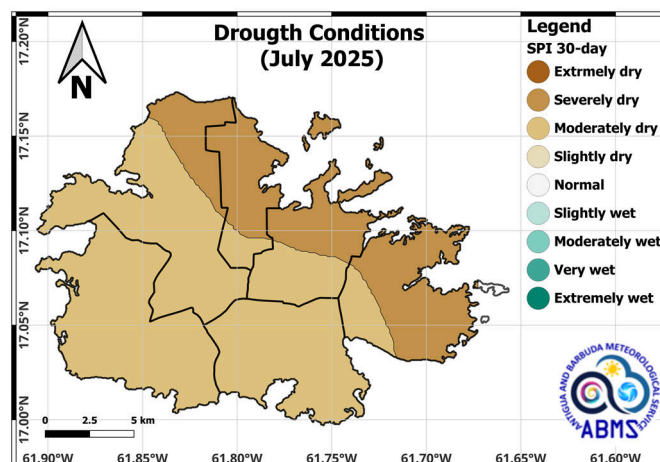 Drougth Conditions
(July 2025)
N
Legend
SPI 30-day
Extrmely dry
Severely dry
Moderately dry
Slightly dry
Normal
Slightly wet
Moderately wet
Very wet
Extremely wet
17.20°N
17.15°N
17.10°N
17.05°N
17.00°N
0 2.5 5 km
61.90°W 61.85°W 61.80°W 61.75°W 61.70°W 61.65°W 61.60°W
ANTIGUA AND BARBUDA METEOROLOGICAL SERVICE
ABMS